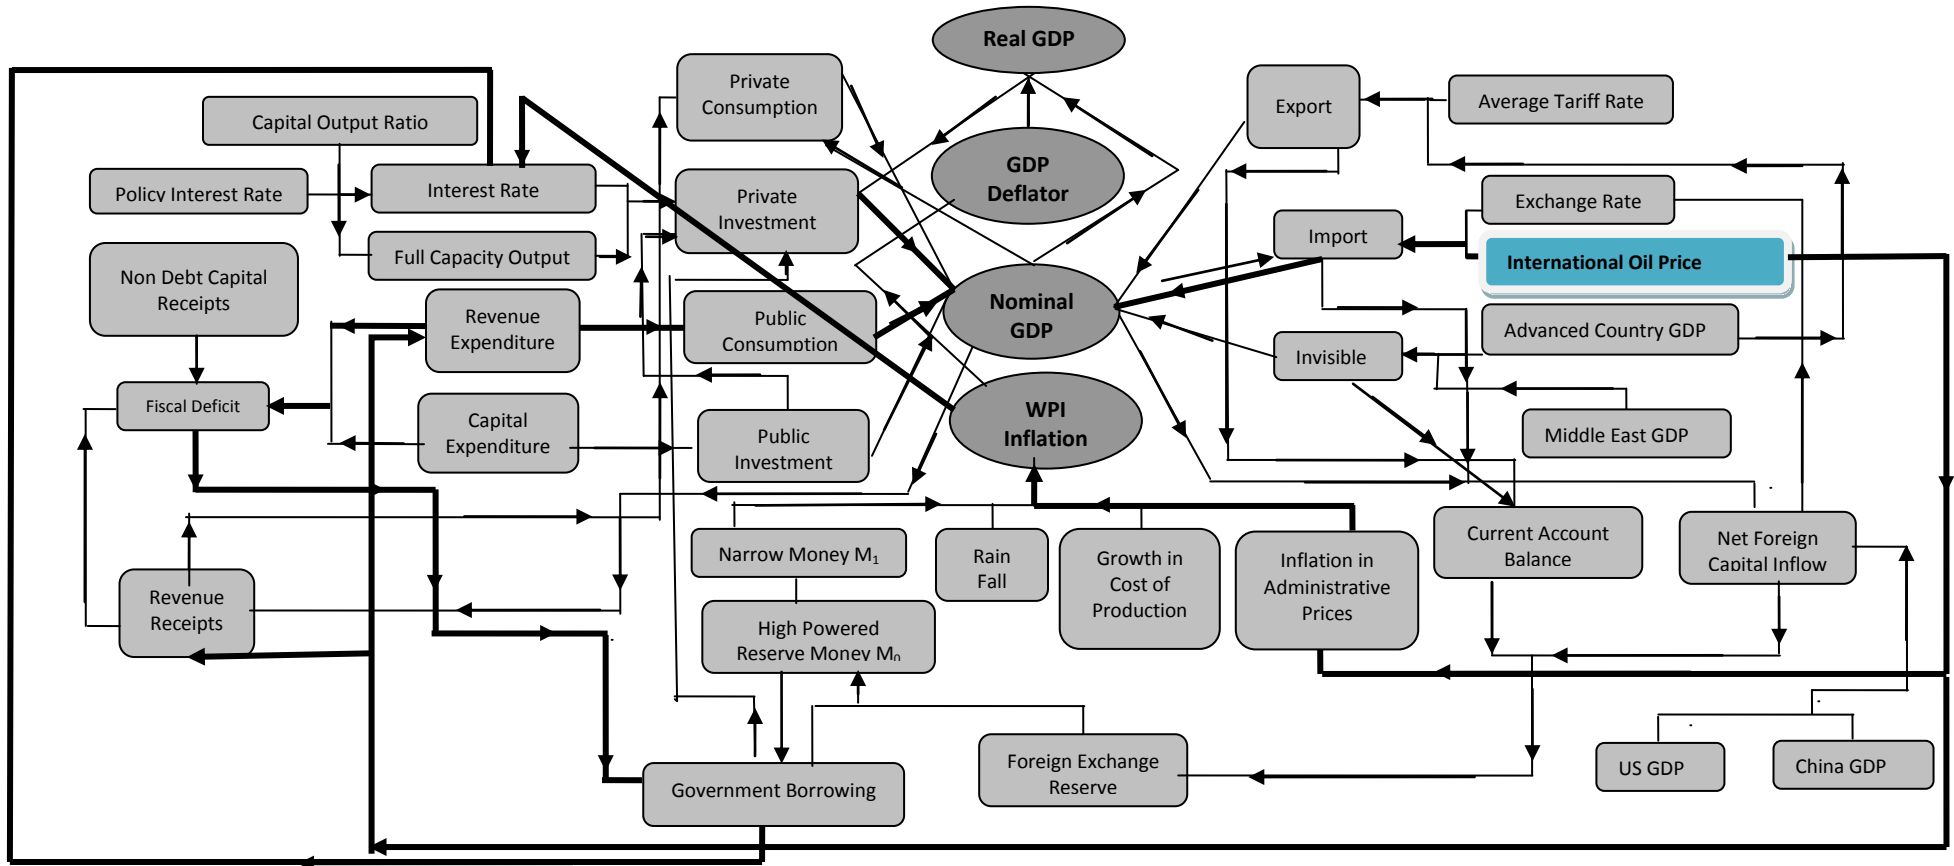 Real GDP
Private
Consumption
Export
Average Tariff Rate
Capital Output Ratio
GDP
Deflator
Policy Interest Rate
Interest Rate
Private
Investment
Exchange Rate
Import
Full Capacity Output
International Oil Price
Non Debt Capital
Receipts
Revenue
Expenditure
Public
Consumption
Nominal
GDP
Advanced Country GDP
Invisible
Fiscal Deficit
Capital
Expenditure
Public
Investment
WPI
Inflation
Middle East GDP
Narrow Money M₁
Rain
Fall
Growth in
Cost of
Production
Inflation in
Administrative
Prices
Current Account
Balance
Net Foreign
Capital Inflow
Revenue
Receipts
High Powered
Reserve Money M₀
Government Borrowing
Foreign Exchange
Reserve
US GDP
China GDP